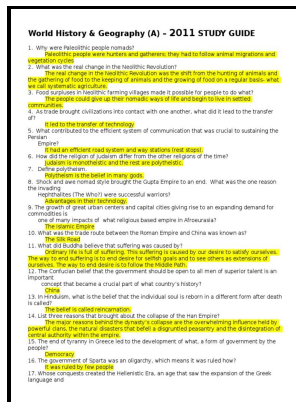 World History & Geography (A) – 2011 STUDY GUIDE
1. Why were Paleolithic people nomads?
Paleolithic people were hunters and gatherers; they had to follow animal migrations and
vegetation cycles
2. What was the real change in the Neolithic Revolution?
The real change in the Neolithic Revolution was the shift from the hunting of animals and
the gathering of food to the keeping of animals and the growing of food on a regular basis- what
we call systematic agriculture.
3. Food surpluses in Neolithic farming villages made it possible for people to do what?
The people could give up their nomadic ways of life and begin to live in settled
communities.
4. As trade brought civilizations into contact with one another, what did it lead to the transfer
of?
It led to the transfer of technology
5. What contributed to the efficient system of communication that was crucial to sustaining the
Persian
Empire?
It had an efficient road system and way stations (rest stops).
6. How did the religion of Judaism differ from the other religions of the time?
Judaism is monotheistic and the rest are polytheistic.
7. Define polytheism.
Polytheism is the belief in many gods.
8. Shock and awe nomad style brought the Gupta Empire to an end. What was one reason
the invading
Hephthalites (The Who!) were successful warriors?
Advantages in their technology.
9. The growth of great urban centers and capital cities giving rise to an expanding demand for
commodities is
one of many impacts of what religious based empire in Afroeurasia?
The Islamic Empire
10. What was the trade route between the Roman Empire and China was known as?
The Silk Road
11. What did Buddha believe that suffering was caused by?
Ordinary life is full of suffering. This suffering is caused by our desire to satisfy ourselves.
The way to end suffering is to end desire for selfish goals and to see others as extensions of
ourselves. The way to end desire is to follow the Middle Path.
12. The Confucian belief that the government should be open to all men of superior talent is an
important
concept that became a crucial part of what country's history?
China
13. In Hinduism, what is the belief that the individual soul is reborn in a different form after death
is called?
The belief is called reincarnation.
14. List three reasons that brought about the collapse of the Han Empire?
The major reasons behind the dynasty's collapse are the overwhelming influence held by
powerful clans, the natural disasters that befell a disgruntled peasantry and the disintegration of
central authority within the empire.
15. The end of tyranny in Greece led to the development of what, a form of government by the
people?
Democracy
16. The government of Sparta was an oligarchy, which means it was ruled how?
It was ruled by few people
17. Whose conquests created the Hellenistic Era, an age that saw the expansion of the Greek
language and